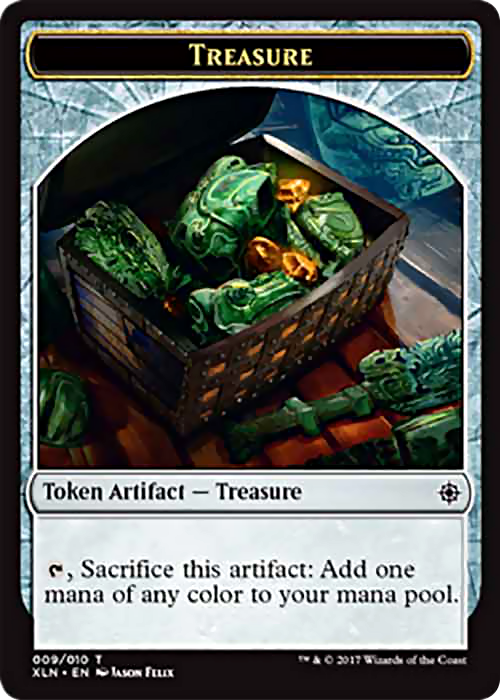 TREASURE
Token Artifact — Treasure
, Sacrifice this artifact: Add one
mana of any color to your mana pool.
009/010 T
XLN • EN JASON FELIX
™ & © 2017 Wizards of the Coast